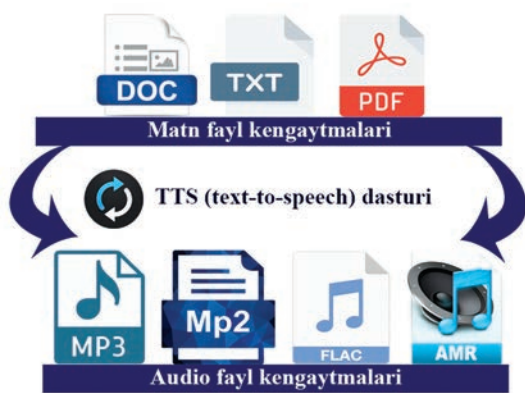 DOC TXT PDF
Matn fayl kengaytmalari
TTS (text-to-speech) dasturi
MP3 Mp2 FLAC AMR
Audio fayl kengaytmalari